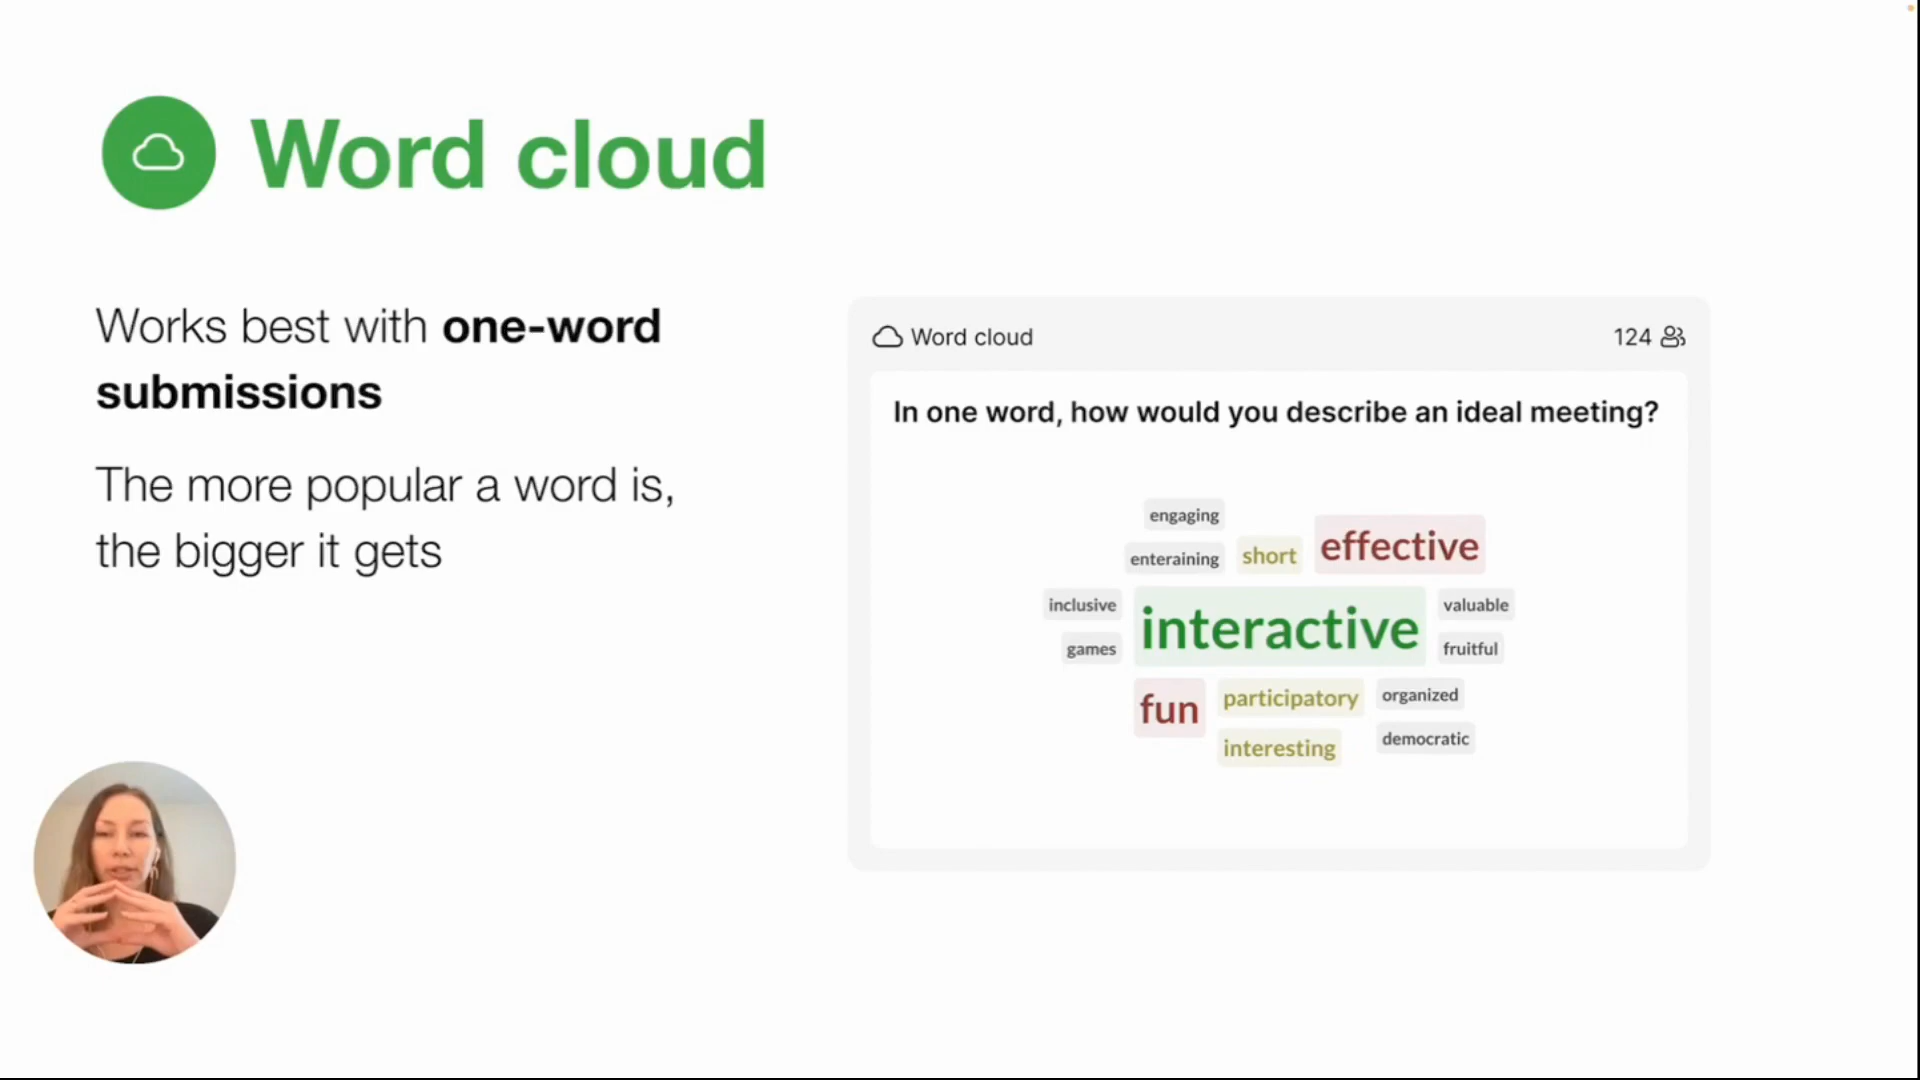 Word cloud
Works best with one-word
submissions
The more popular a word is,
the bigger it gets
Word cloud
124
In one word, how would you describe an ideal meeting?
engaging
enteraining
short
effective
inclusive
interactive
valuable
games
fruitful
fun
participatory
organized
interesting
democratic